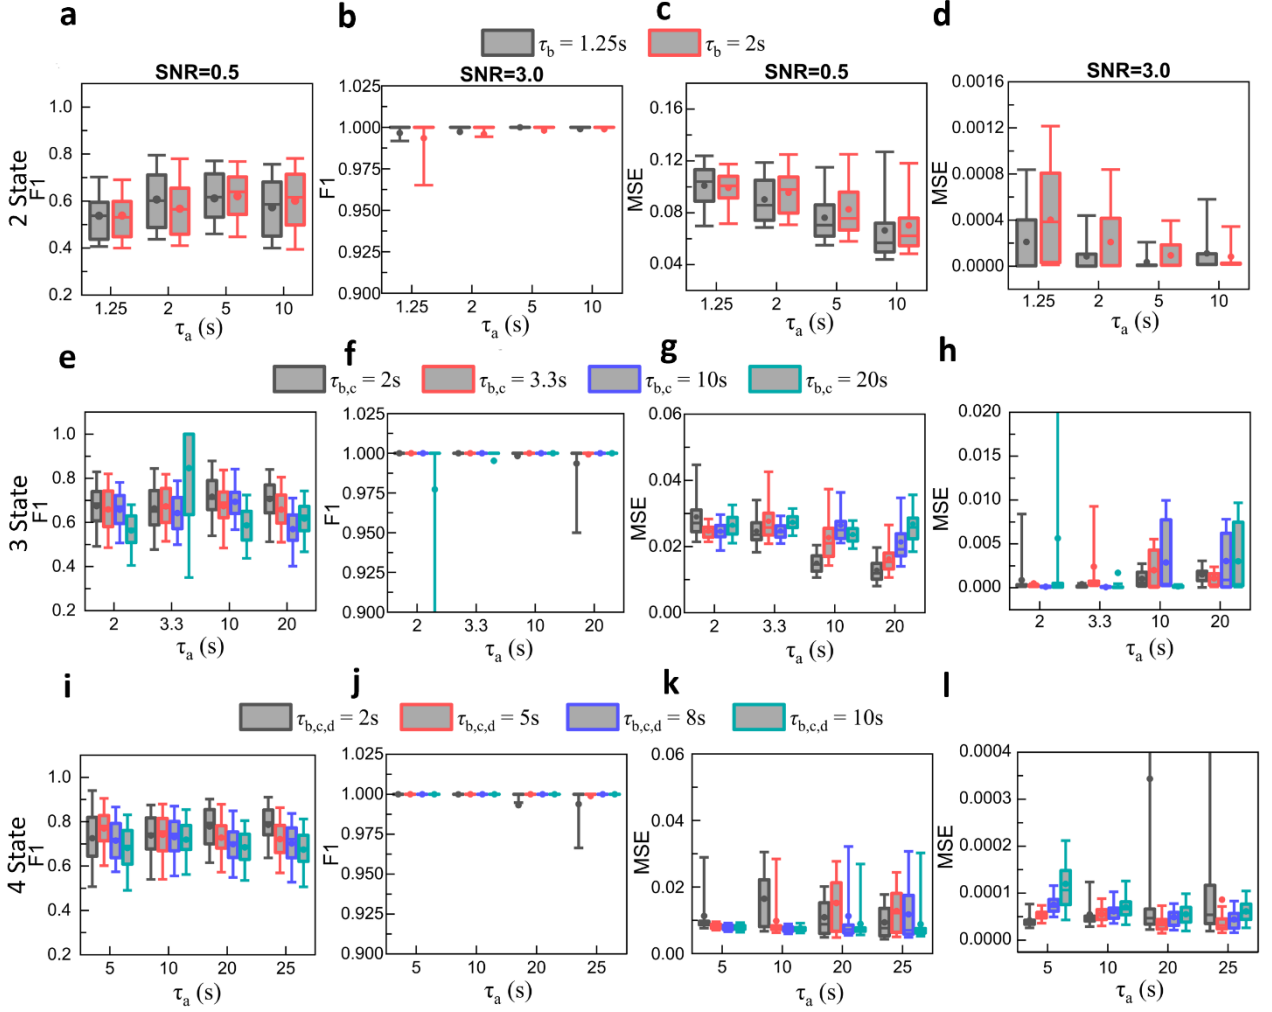 a
b
c
d
τb = 1.25s
τb = 2s
SNR=0.5
SNR=3.0
SNR=0.5
SNR=3.0
2 State
F1
1.0
0.8
0.6
0.4
0.2
1.25 2 5 10
τa (s)
F1
1.025
1.000
0.975
0.950
0.925
0.900
1.25 2 5 10
τa (s)
MSE
0.16
0.12
0.08
0.04
1.25 2 5 10
τa (s)
MSE
0.0016
0.0012
0.0008
0.0004
0.0000
1.25 2 5 10
τa (s)
e
f
g
h
τb,c = 2s
τb,c = 3.3s
τb,c = 10s
τb,c = 20s
3 State
F1
1.0
0.8
0.6
0.4
0.2
2 3.3 10 20
τa (s)
F1
1.025
1.000
0.975
0.950
0.925
0.900
2 3.3 10 20
τa (s)
MSE
0.06
0.04
0.02
0.00
2 3.3 10 20
τa (s)
MSE
0.020
0.015
0.010
0.005
0.000
2 3.3 10 20
τa (s)
i
j
k
l
τb,c,d = 2s
τb,c,d = 5s
τb,c,d = 8s
τb,c,d = 10s
4 State
F1
1.0
0.8
0.6
0.4
0.2
5 10 20 25
τa (s)
F1
1.025
1.000
0.975
0.950
0.925
0.900
5 10 20 25
τa (s)
MSE
0.06
0.04
0.02
0.00
5 10 20 25
τa (s)
MSE
0.0004
0.0003
0.0002
0.0001
0.0000
5 10 20 25
τa (s)